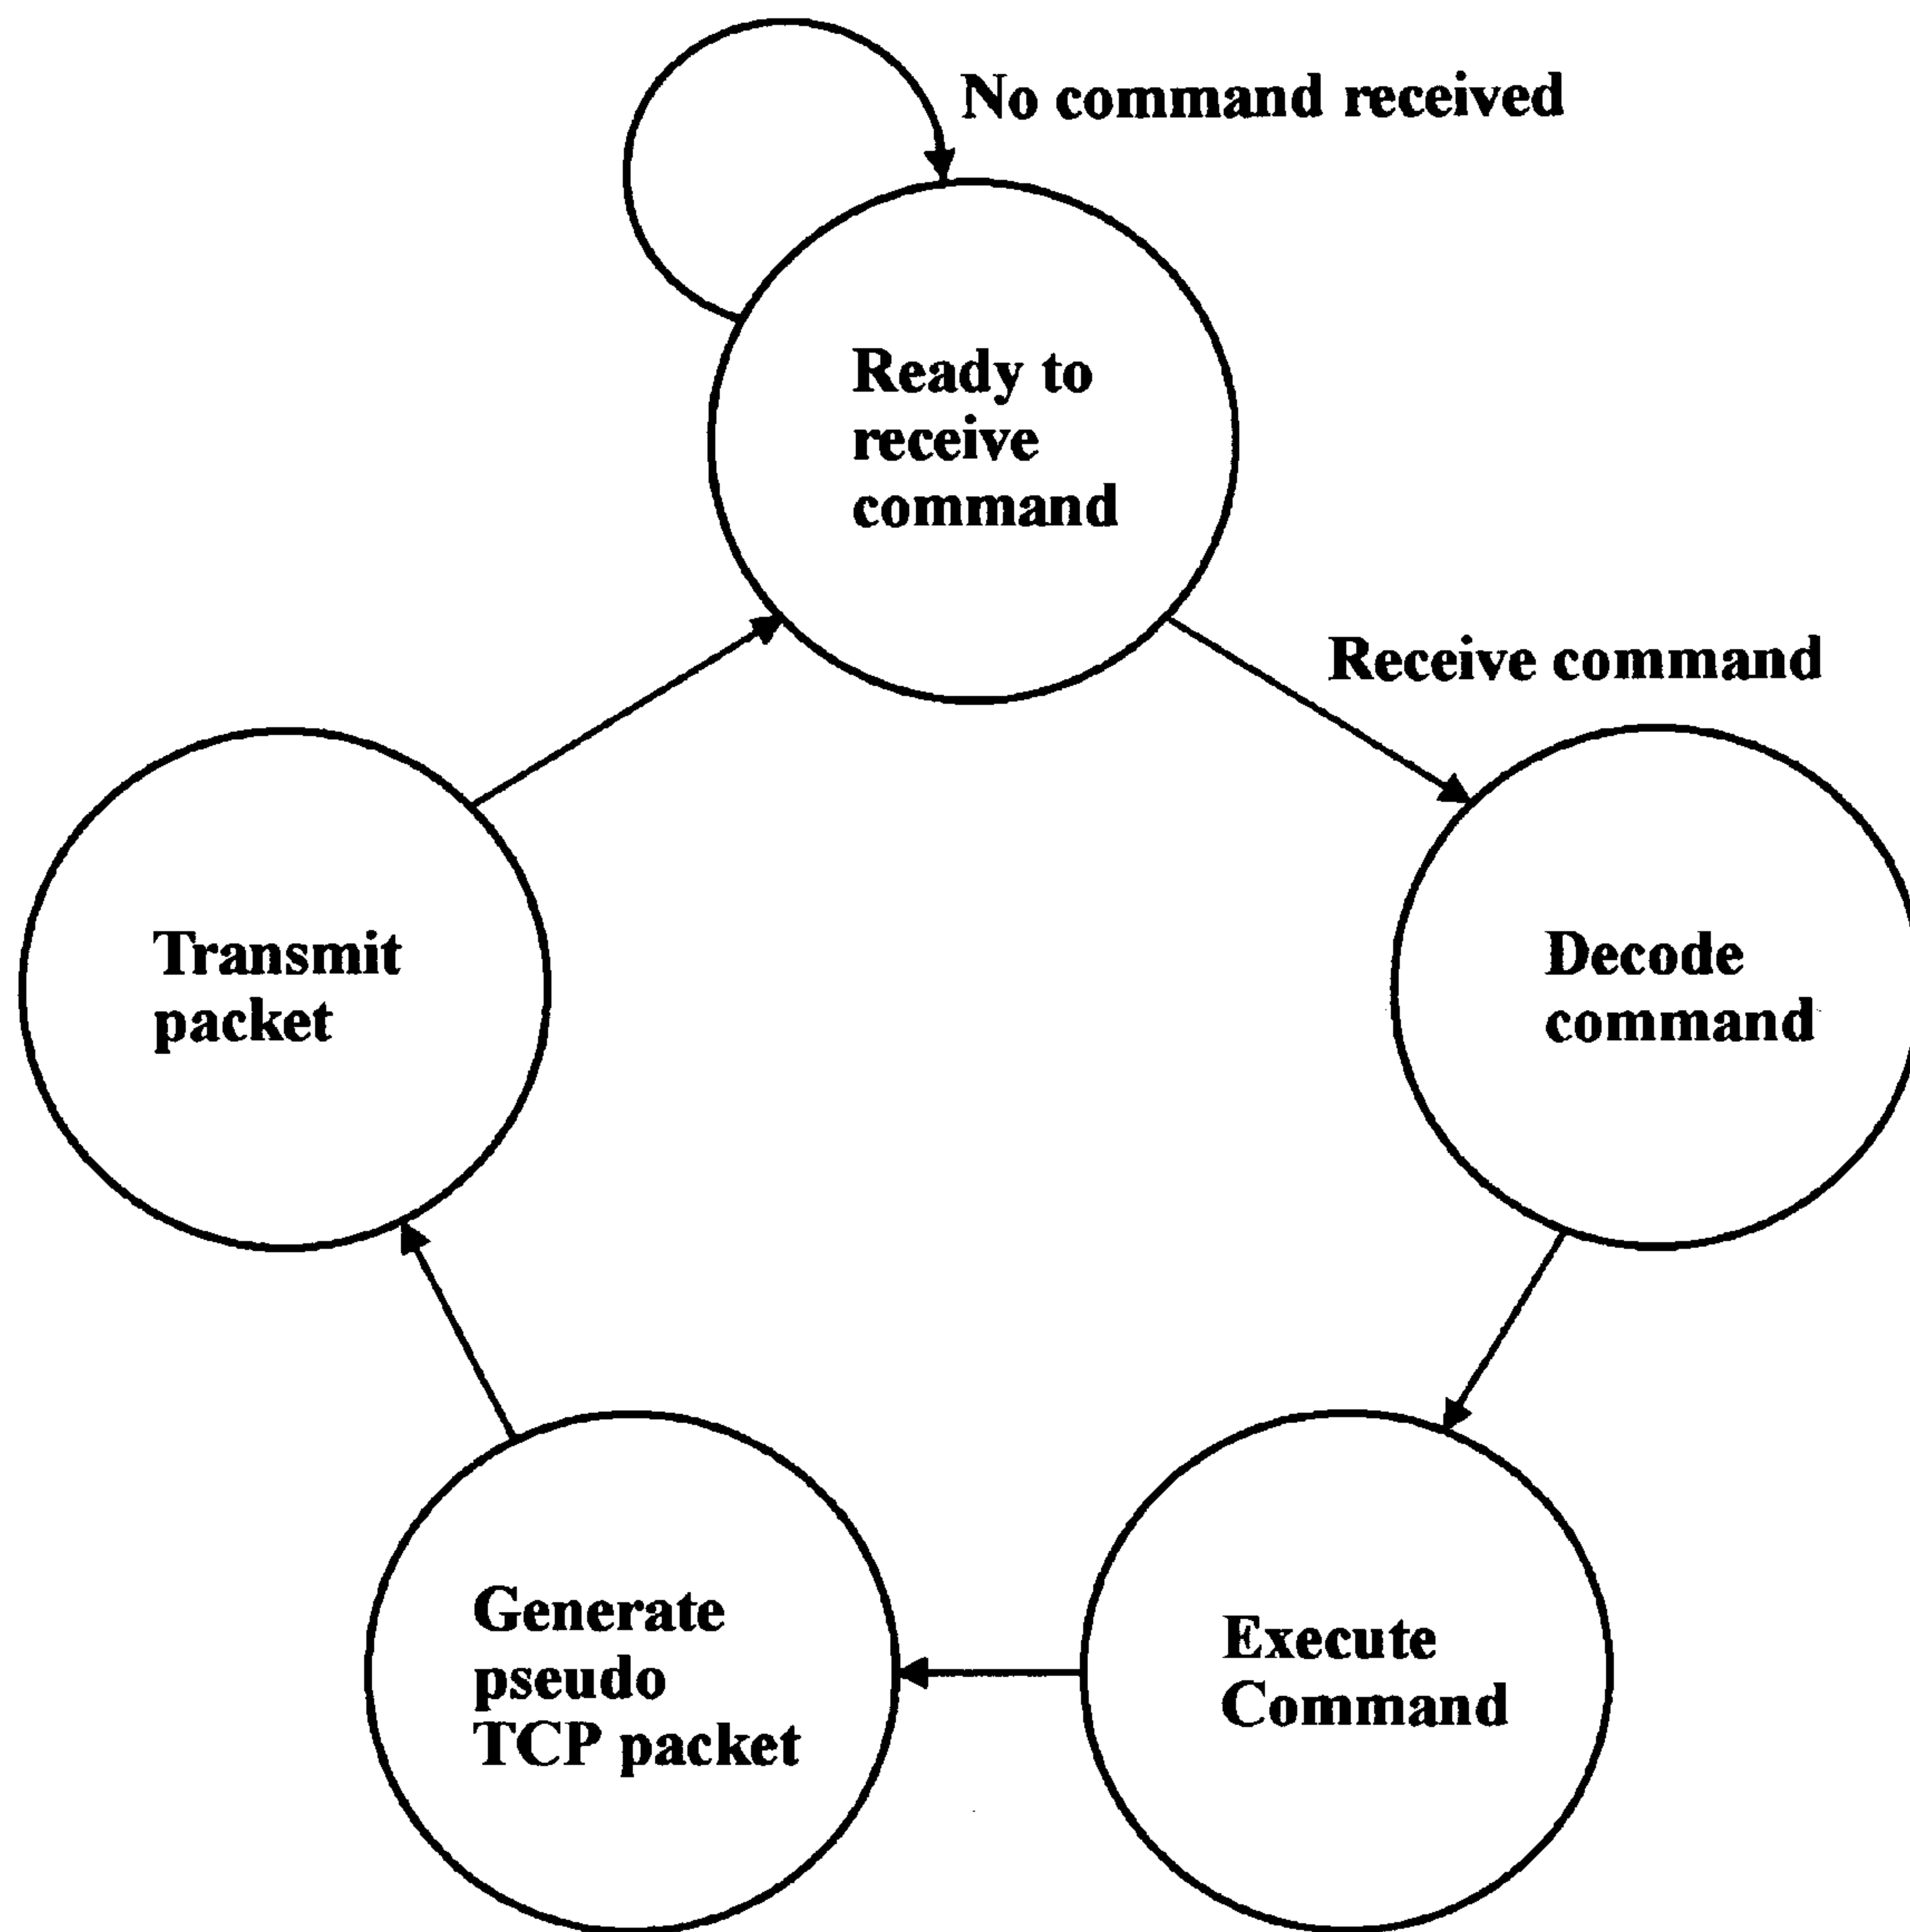 No command received
Ready to
receive
command
Receive command
Transmit
packet
Decode
command
Generate
pseudo
TCP packet
Execute
Command